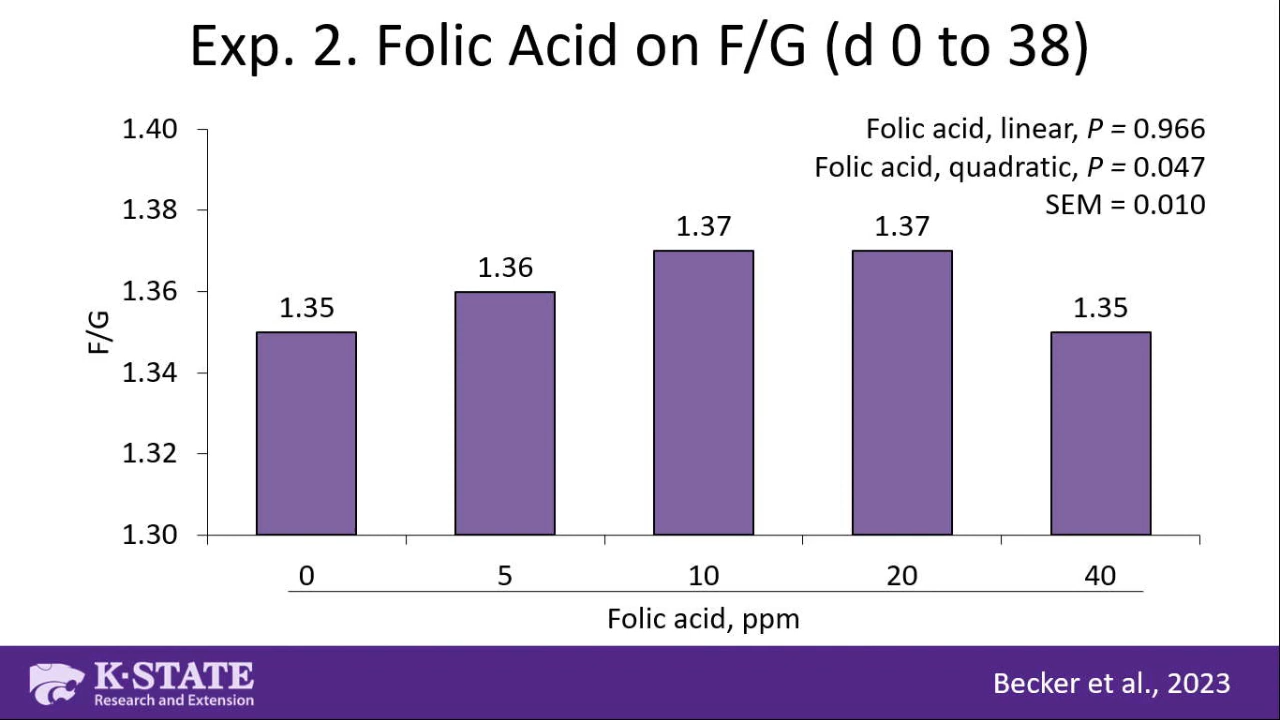 Exp. 2. Folic Acid on F/G (d 0 to 38)
Folic acid, linear, P = 0.966
Folic acid, quadratic, P = 0.047
SEM = 0.010
1.40
1.38
1.36
1.34
1.32
1.30
F/G
1.35
1.36
1.37
1.37
1.35
0 5 10 20 40
Folic acid, ppm
K-STATE
Research and Extension
Becker et al., 2023